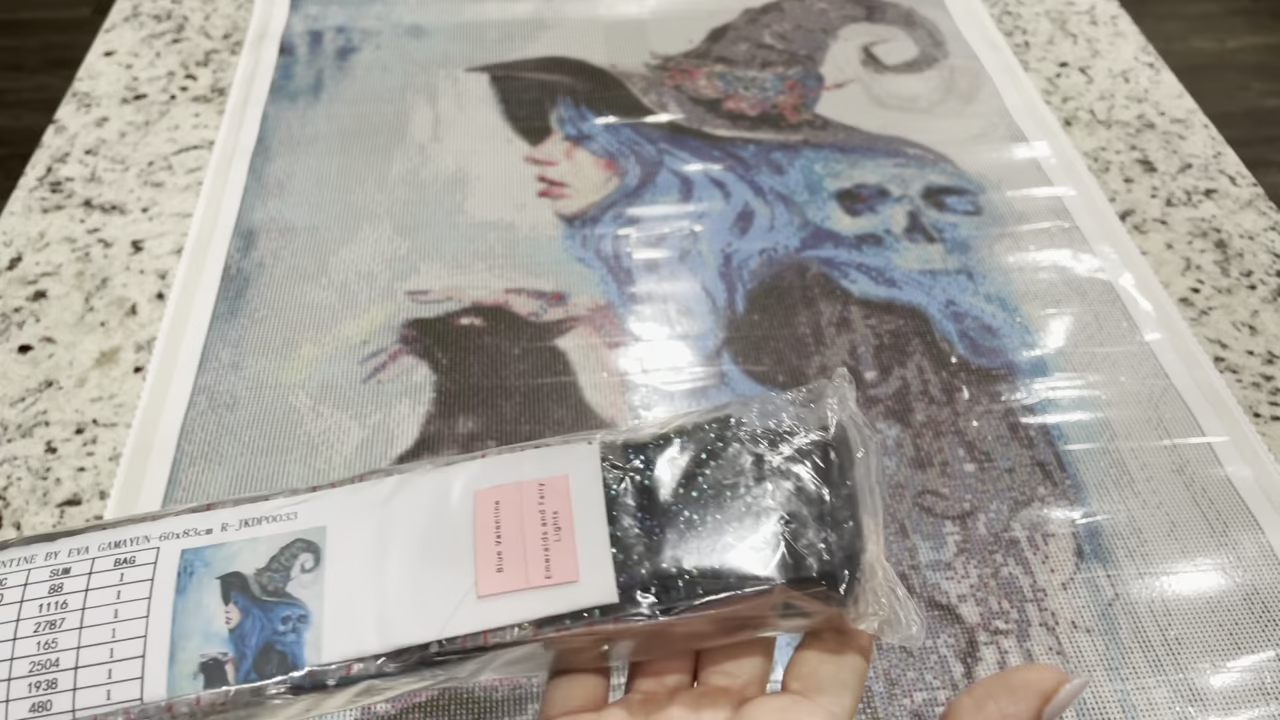 NTINE BY EVA GAMAYUN-60x83cm R-JKDP0033
C SUM BAG
88 1
1116 1
2787 1
165 1
2504 1
1938 1
480 1
Blue Valentine
Emeralds and Fairy
Lights